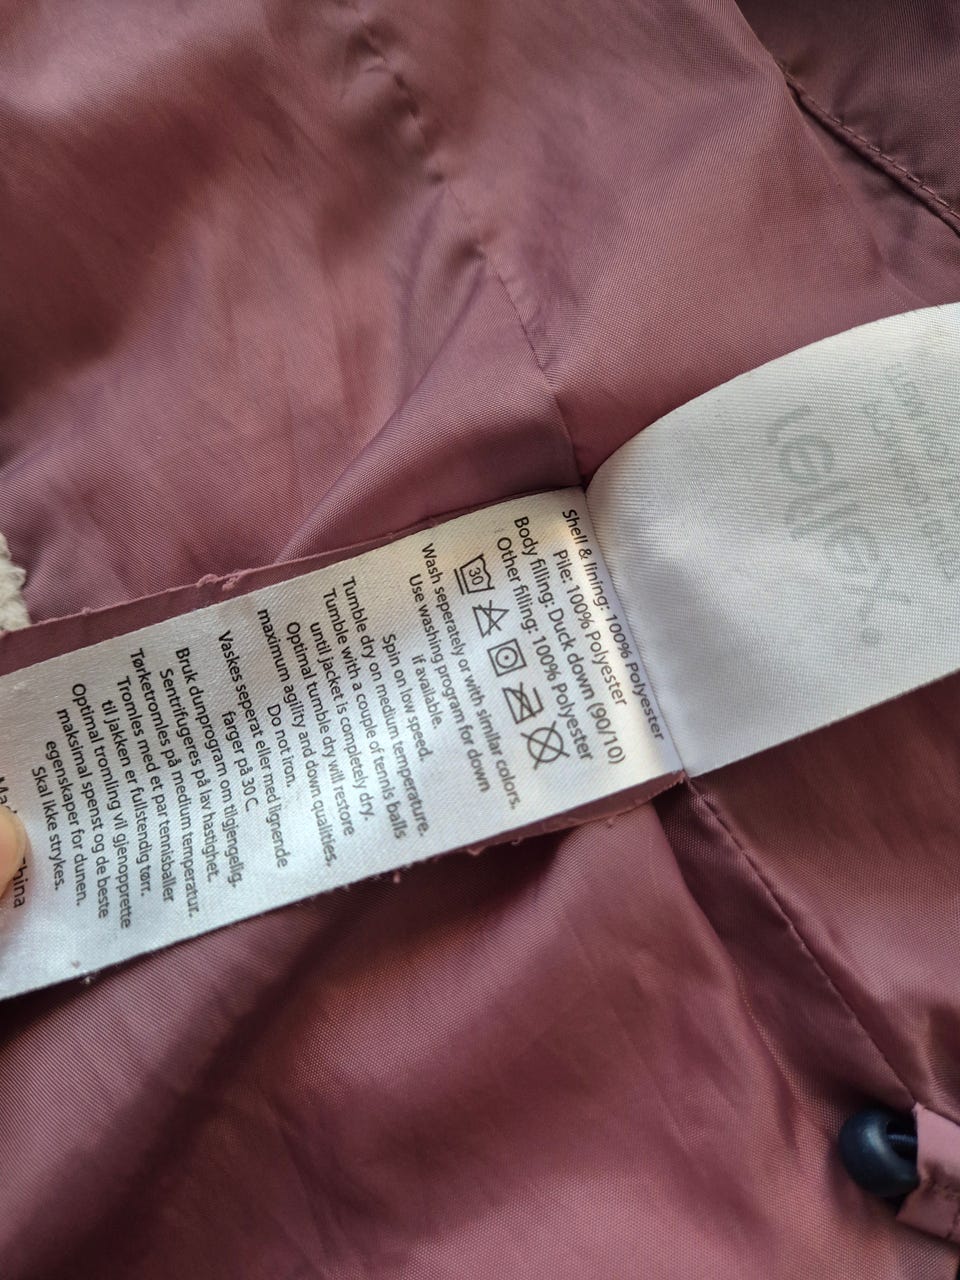 Shell & lining: 100% Polyester
Pile: 100% Polyester
Body filling: Duck down (90/10)
Other filling: 100% Polyester
30
Wash seperately or with similar colors.
Use washing program for down
if available.
Spin on low speed.
Tumble dry on medium temperature.
Tumble with a couple of tennis balls
until jacket is completely dry.
Optimal tumble dry will restore
maximum agility and down qualities.
Do not iron.
Vaskes seperat eller med lignende
farger på 30 C.
Bruk dunprogram om tilgjengelig.
Sentrifugeres på lav hastighet.
Tørketromles på medium temperatur.
Tromles med et par tennisballer
til jakken er fullstendig tørr.
Optimal tromling vil gjenopprette
maksimal spenst og de beste
egenskaper for dunen.
Skal ikke strykes.